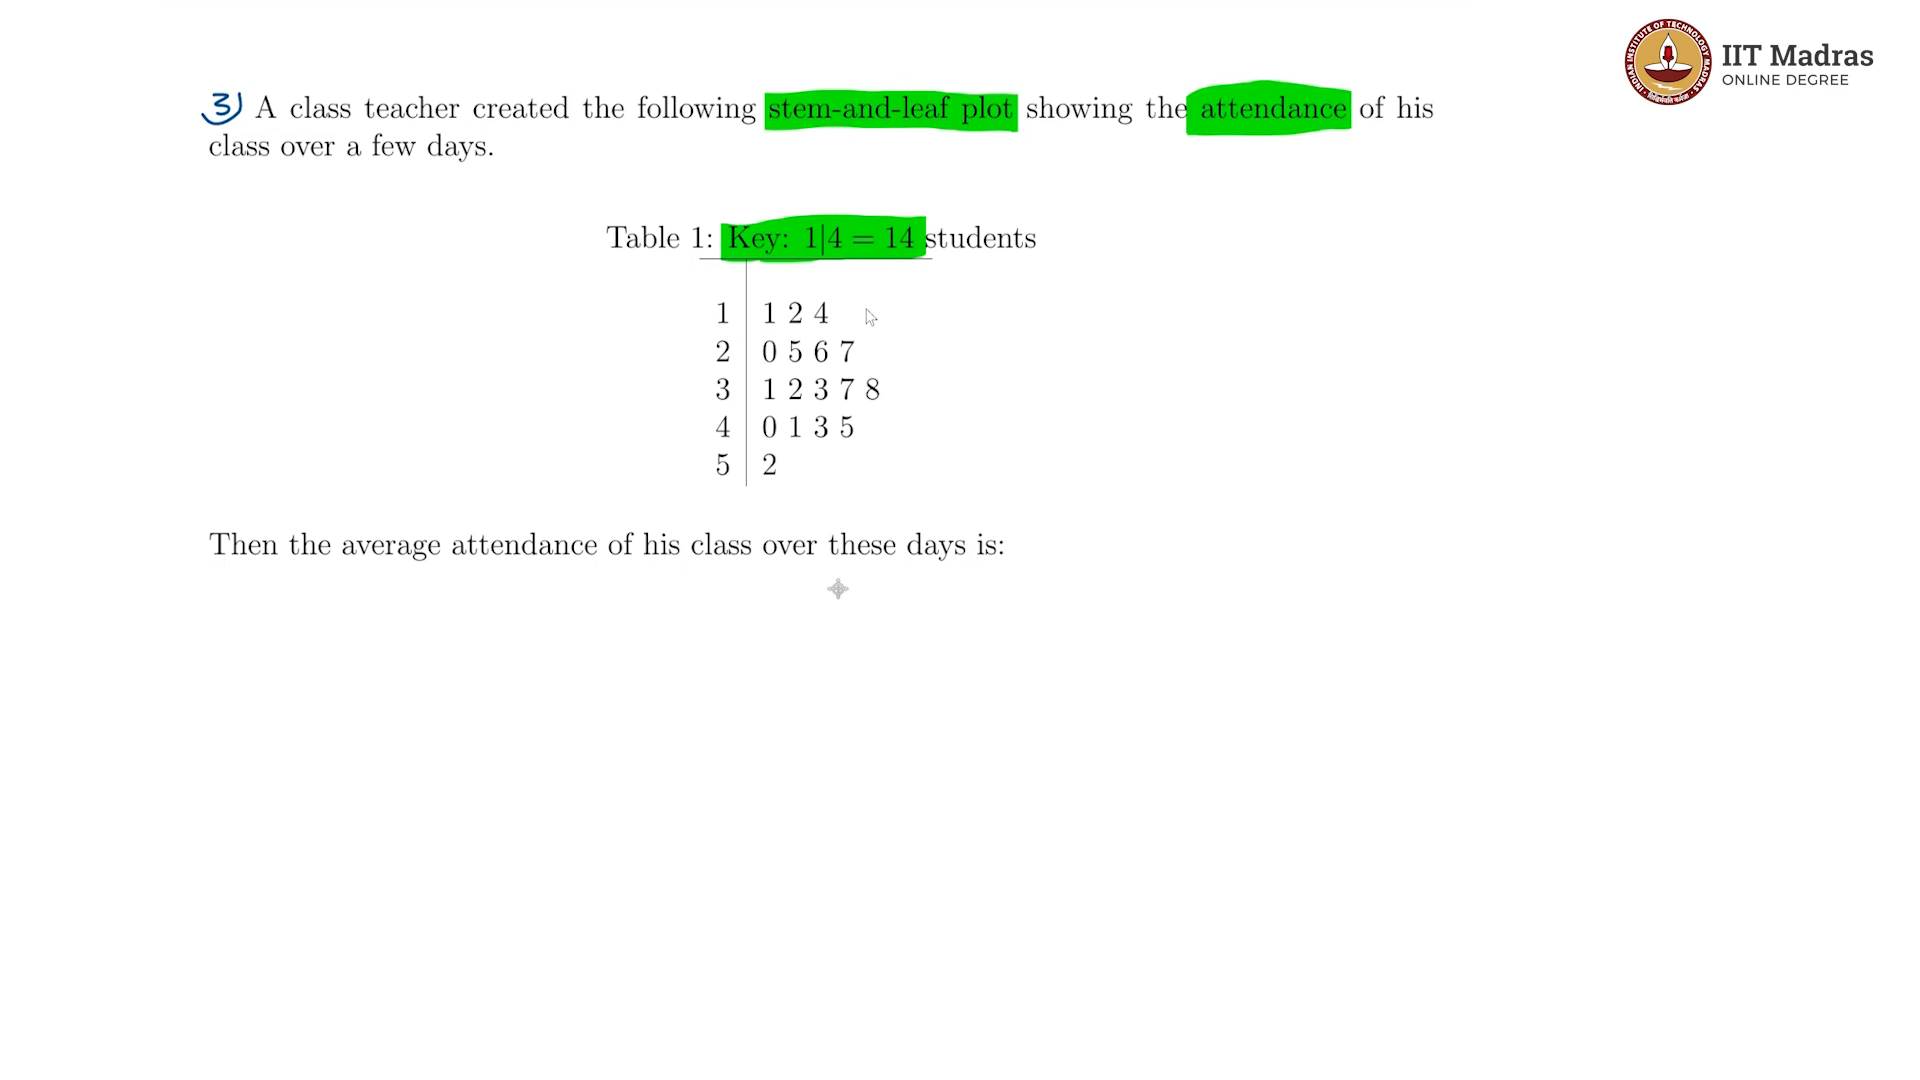 IIT Madras
ONLINE DEGREE
3) A class teacher created the following stem-and-leaf plot showing the attendance of his
class over a few days.
Table 1: Key: 1|4 = 14 students
1 | 1 2 4
2 | 0 5 6 7
3 | 1 2 3 7 8
4 | 0 1 3 5
5 | 2
Then the average attendance of his class over these days is: